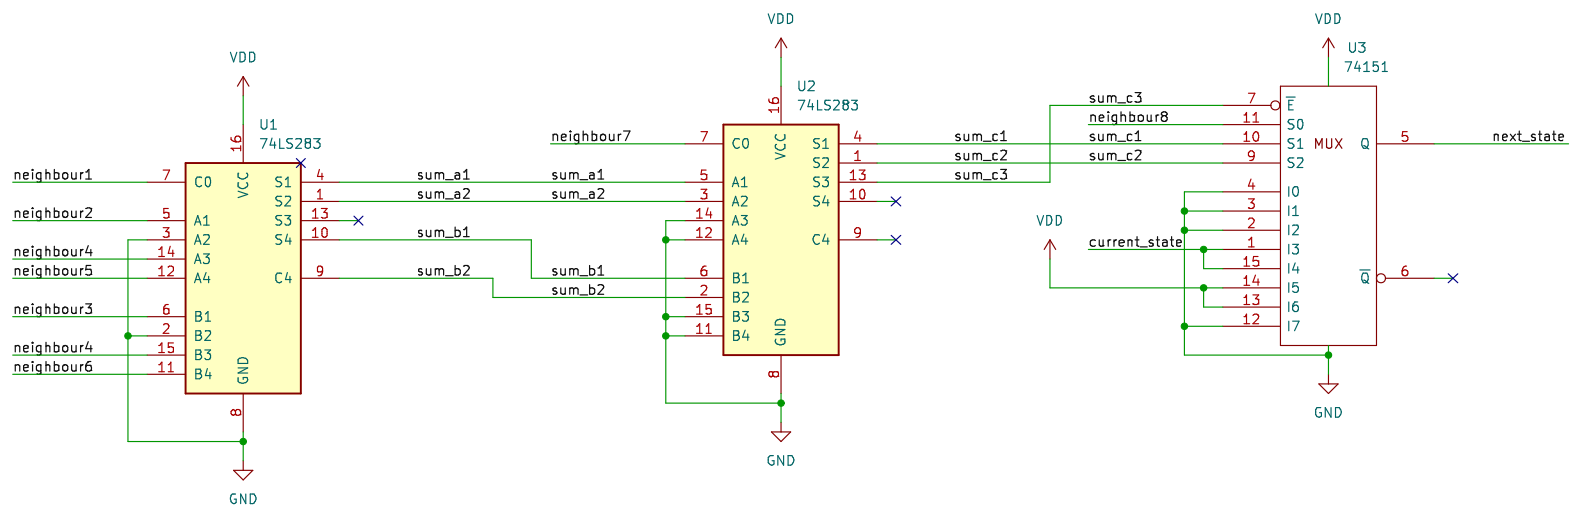 VDD
U1
74LS283
16
VCC
neighbour1
7
C0
S1
4
sum_a1
S2
1
sum_a2
neighbour2
5
A1
S3
13
3
A2
S4
10
sum_b1
neighbour4
14
A3
neighbour5
12
A4
C4
9
sum_b2
neighbour3
6
B1
2
B2
neighbour4
15
B3
neighbour6
11
B4
GND
8
GND
VDD
U2
74LS283
16
VCC
neighbour7
7
C0
S1
4
sum_c1
S2
1
sum_c2
sum_a1
5
A1
S3
13
sum_c3
sum_a2
3
A2
S4
10
14
A3
12
A4
C4
9
sum_b1
6
B1
sum_b2
2
B2
15
B3
11
B4
GND
8
GND
VDD
U3
74151
sum_c3
7
E
neighbour8
11
S0
sum_c1
10
S1
MUX
Q
5
next_state
sum_c2
9
S2
4
I0
3
I1
VDD
2
I2
current_state
1
I3
15
I4
Q
6
14
I5
13
I6
12
I7
GND